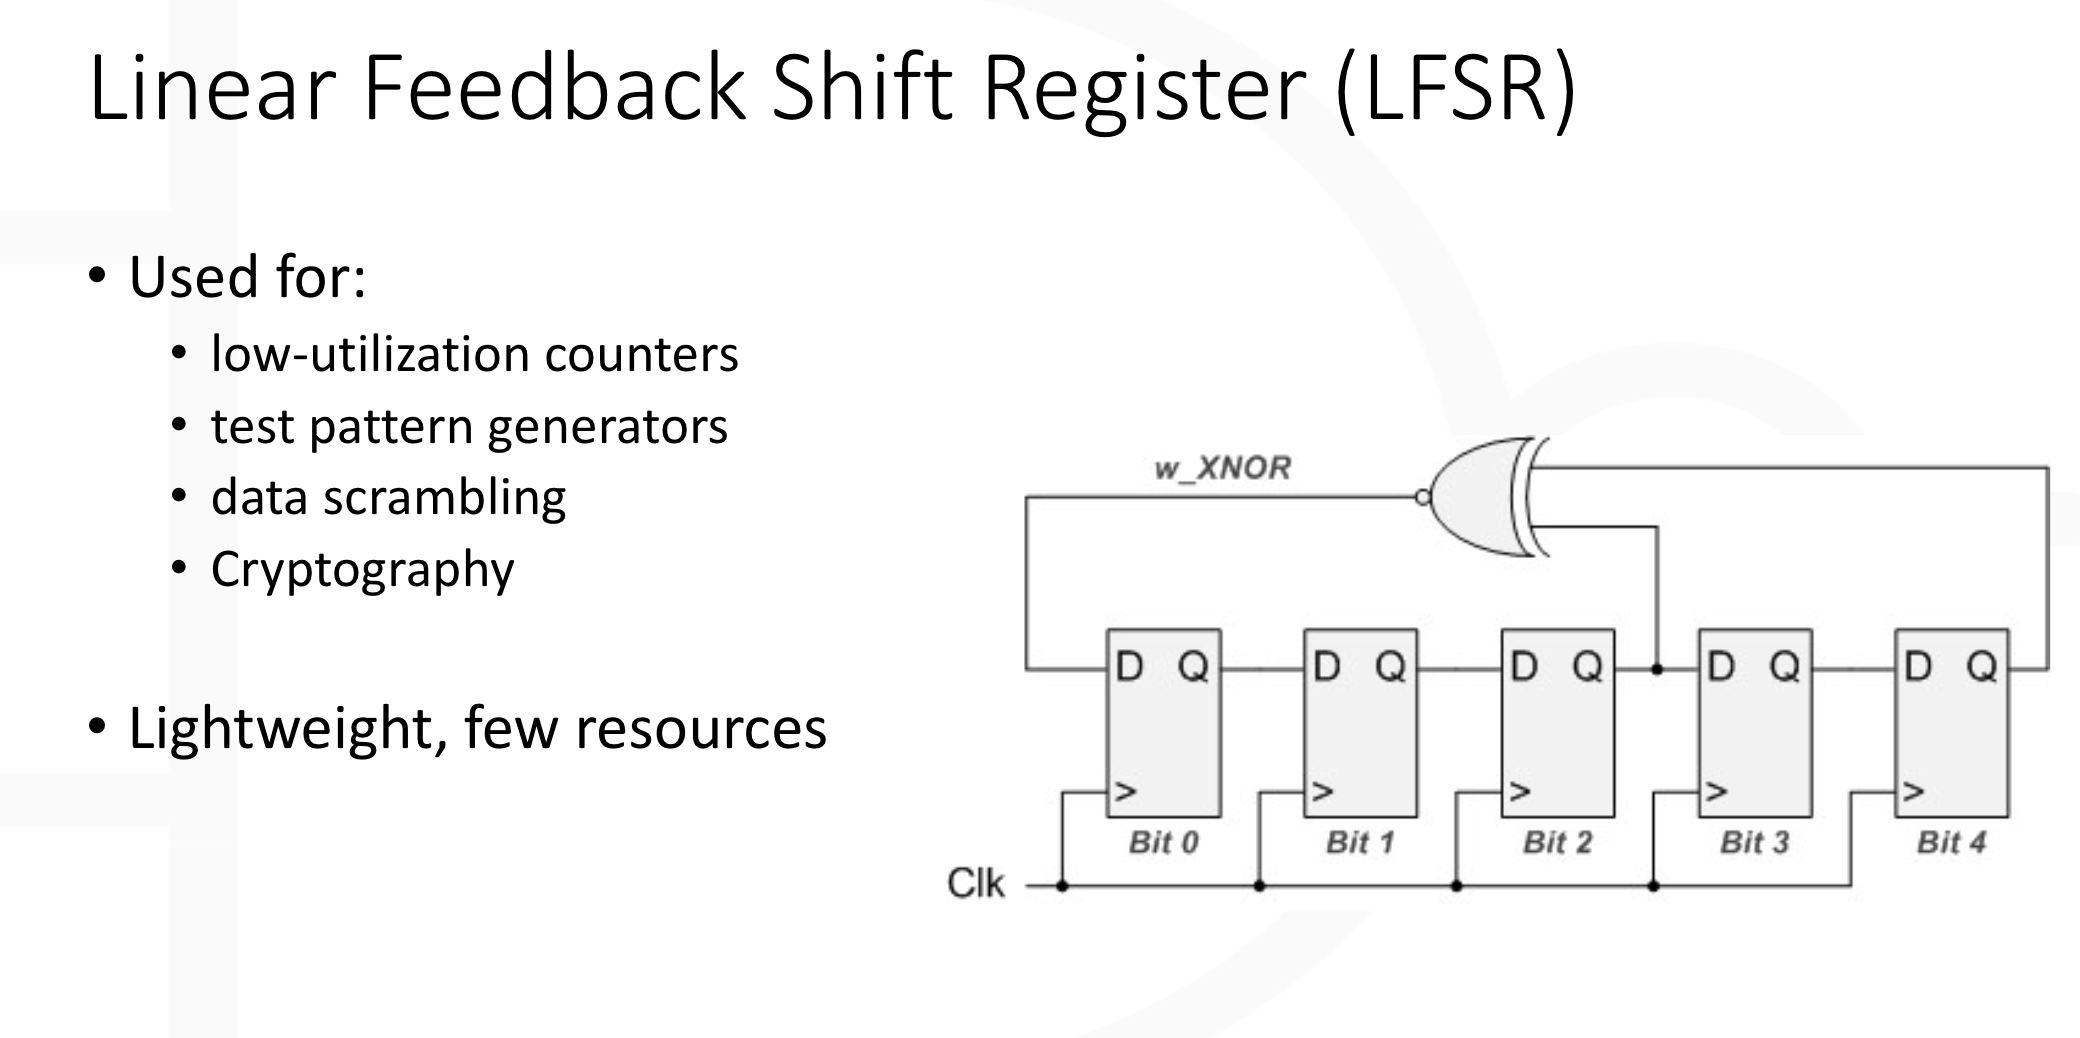 Linear Feedback Shift Register (LFSR)
• Used for:
• low-utilization counters
• test pattern generators
• data scrambling
• Cryptography
• Lightweight, few resources
w_XNOR
D Q D Q D Q D Q D Q
> > > > >
Bit 0 Bit 1 Bit 2 Bit 3 Bit 4
Clk